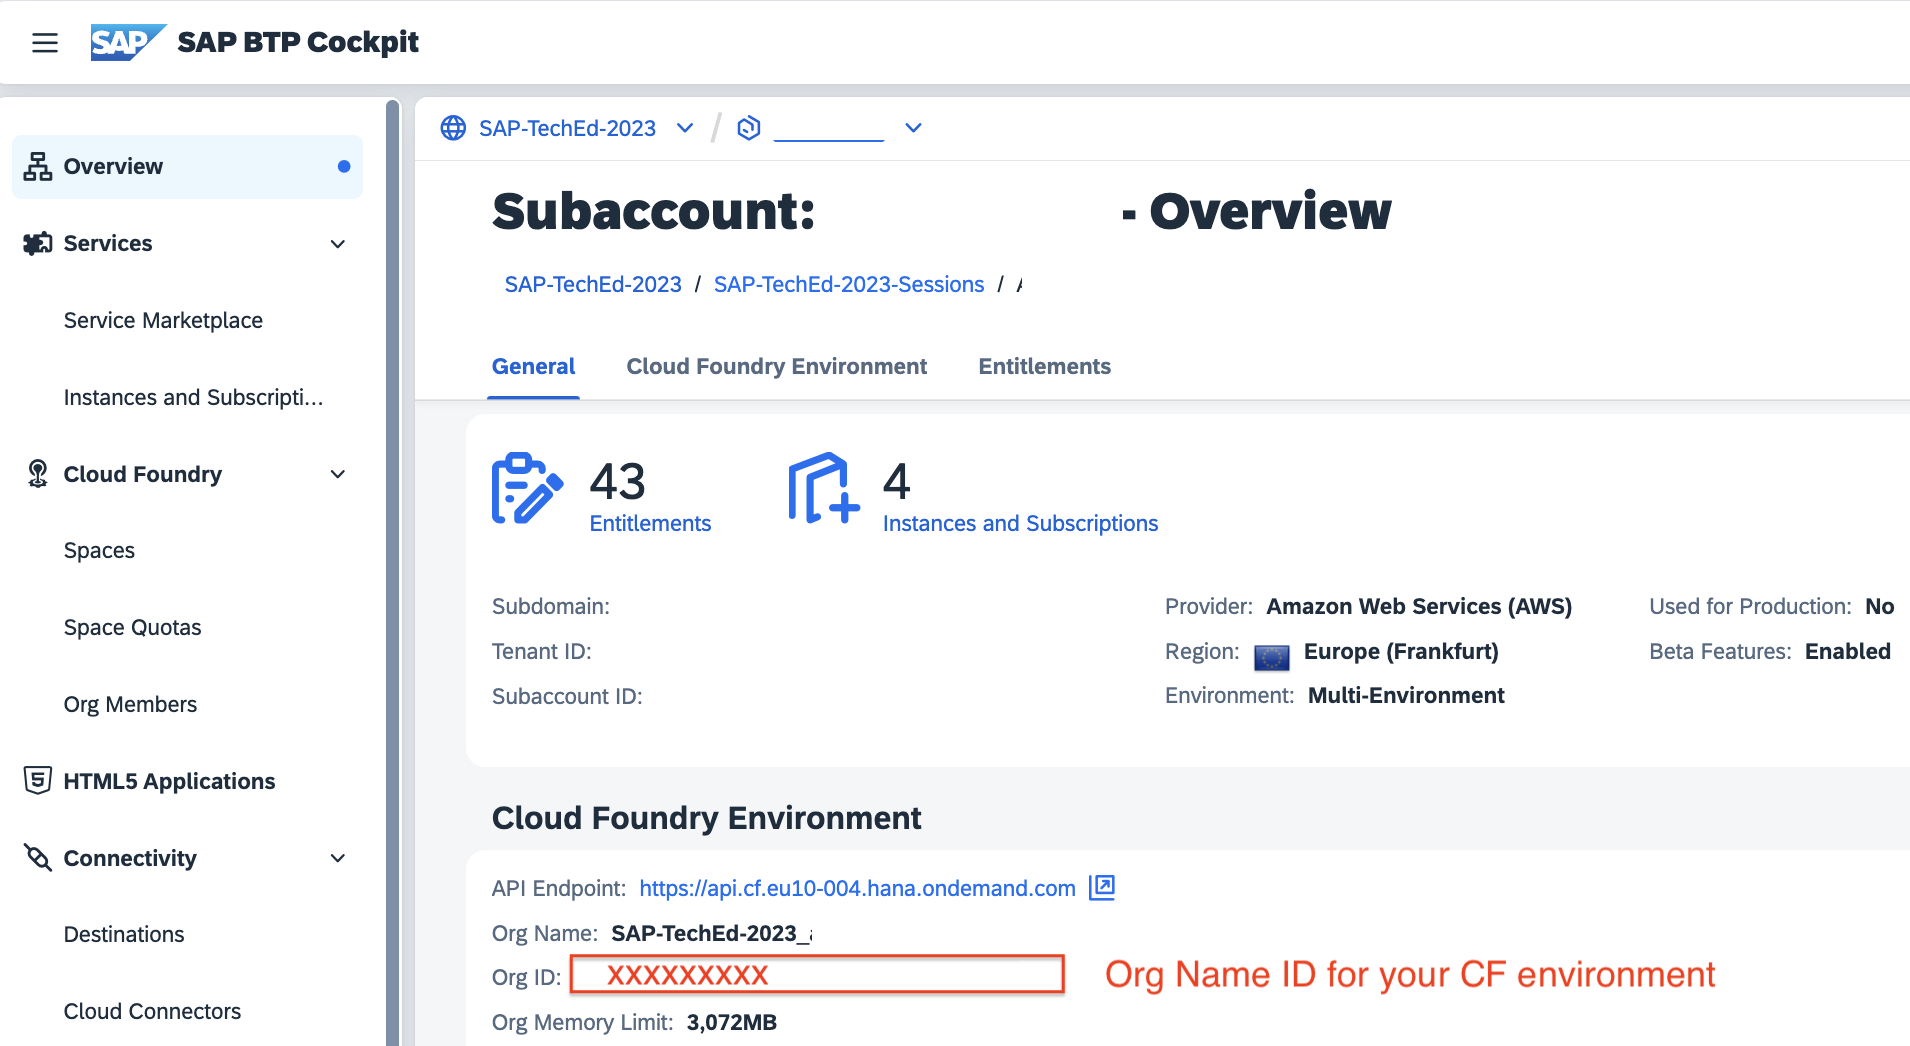 SAP SAP BTP Cockpit
Overview
Services
Service Marketplace
Instances and Subscripti...
Cloud Foundry
Spaces
Space Quotas
Org Members
HTML5 Applications
Connectivity
Destinations
Cloud Connectors
SAP-TechEd-2023 /
Subaccount: - Overview
SAP-TechEd-2023 / SAP-TechEd-2023-Sessions /
General Cloud Foundry Environment Entitlements
43 Entitlements
4 Instances and Subscriptions
Subdomain:
Tenant ID:
Subaccount ID:
Provider: Amazon Web Services (AWS)
Region: Europe (Frankfurt)
Environment: Multi-Environment
Used for Production: No
Beta Features: Enabled
Cloud Foundry Environment
API Endpoint: https://api.cf.eu10-004.hana.ondemand.com
Org Name: SAP-TechEd-2023_
Org ID: XXXXXXXXX Org Name ID for your CF environment
Org Memory Limit: 3,072MB